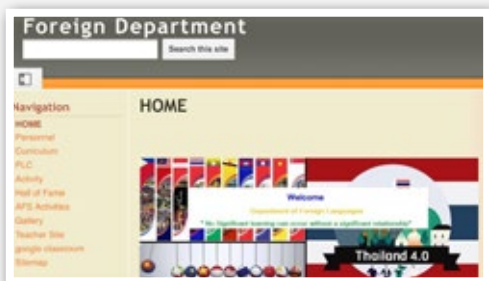 Foreign Department
Search this site
Navigation
HOME
Personnel
Curriculum
PLC
Activity
Hall of Fame
AFS Activities
Gallery
Teacher Site
google classroom
Sitemap
HOME
Welcome
Department of Foreign Languages
" No Significant learning can occur without a significant relationship"
Thailand 4.0